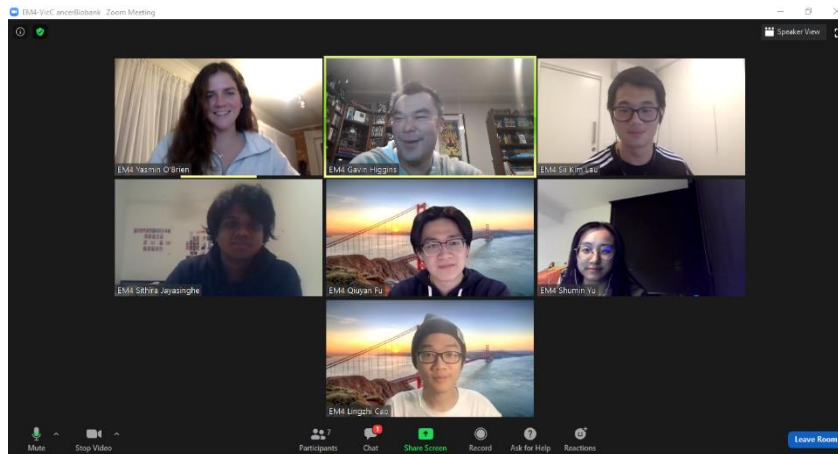 EM4-VicCancerBiobank Zoom Meeting
Speaker View
EM4 Yasmin O'Brien
EM4 Gavin Higgins
EM4 Sii Kim Lau
EM4 Sithira Jayasinghe
EM4 Qiuyan Fu
EM4 Shumin Yu
EM4 Lingzhi Cao
Mute
Stop Video
7
Participants
1
Chat
Share Screen
Record
Ask for Help
Reactions
Leave Room